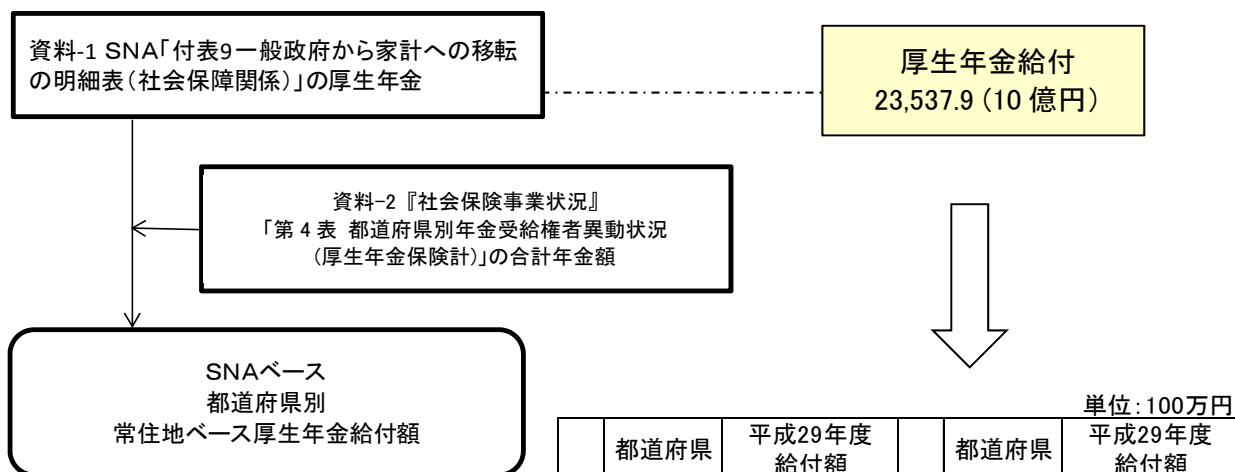 資料-1 SNA「付表9一般政府から家計への移転
の明細表(社会保障関係)」の厚生年金
厚生年金給付
23,537.9 (10 億円)
資料-2『社会保険事業状況』
「第 4 表 都道府県別年金受給権者異動状況
(厚生年金保険計)」の合計年金額
SNAベース
都道府県別
常住地ベース厚生年金給付額
単位:100万円
都道府県 平成29年度 都道府県 平成29年度
給付額 給付額